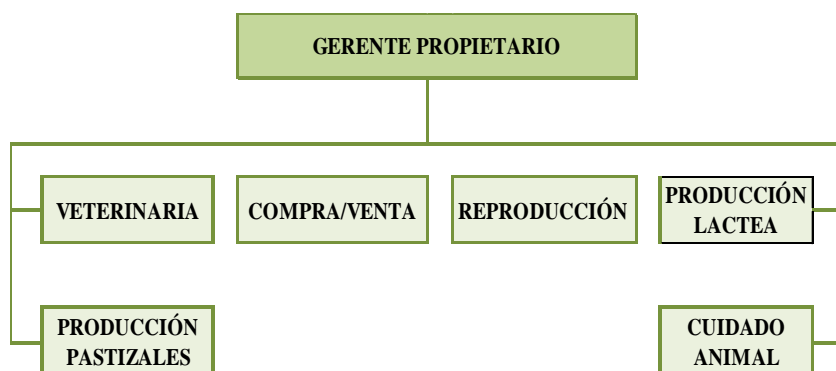 GERENTE PROPIETARIO
VETERINARIA
COMPRA/VENTA
REPRODUCCIÓN
PRODUCCIÓN
LACTEA
PRODUCCIÓN
PASTIZALES
CUIDADO
ANIMAL